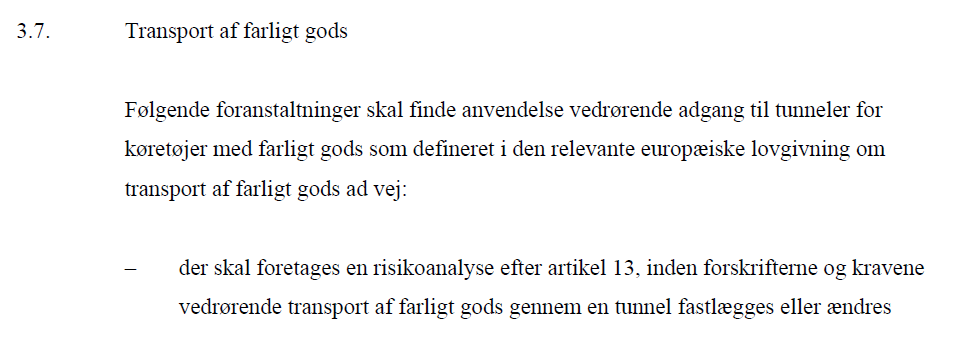 3.7. Transport af farligt gods
Følgende foranstaltninger skal finde anvendelse vedrørende adgang til tunneler for
køretøjer med farligt gods som defineret i den relevante europæiske lovgivning om
transport af farligt gods ad vej:
– der skal foretages en risikoanalyse efter artikel 13, inden forskrifterne og kravene
vedrørende transport af farligt gods gennem en tunnel fastlægges eller ændres